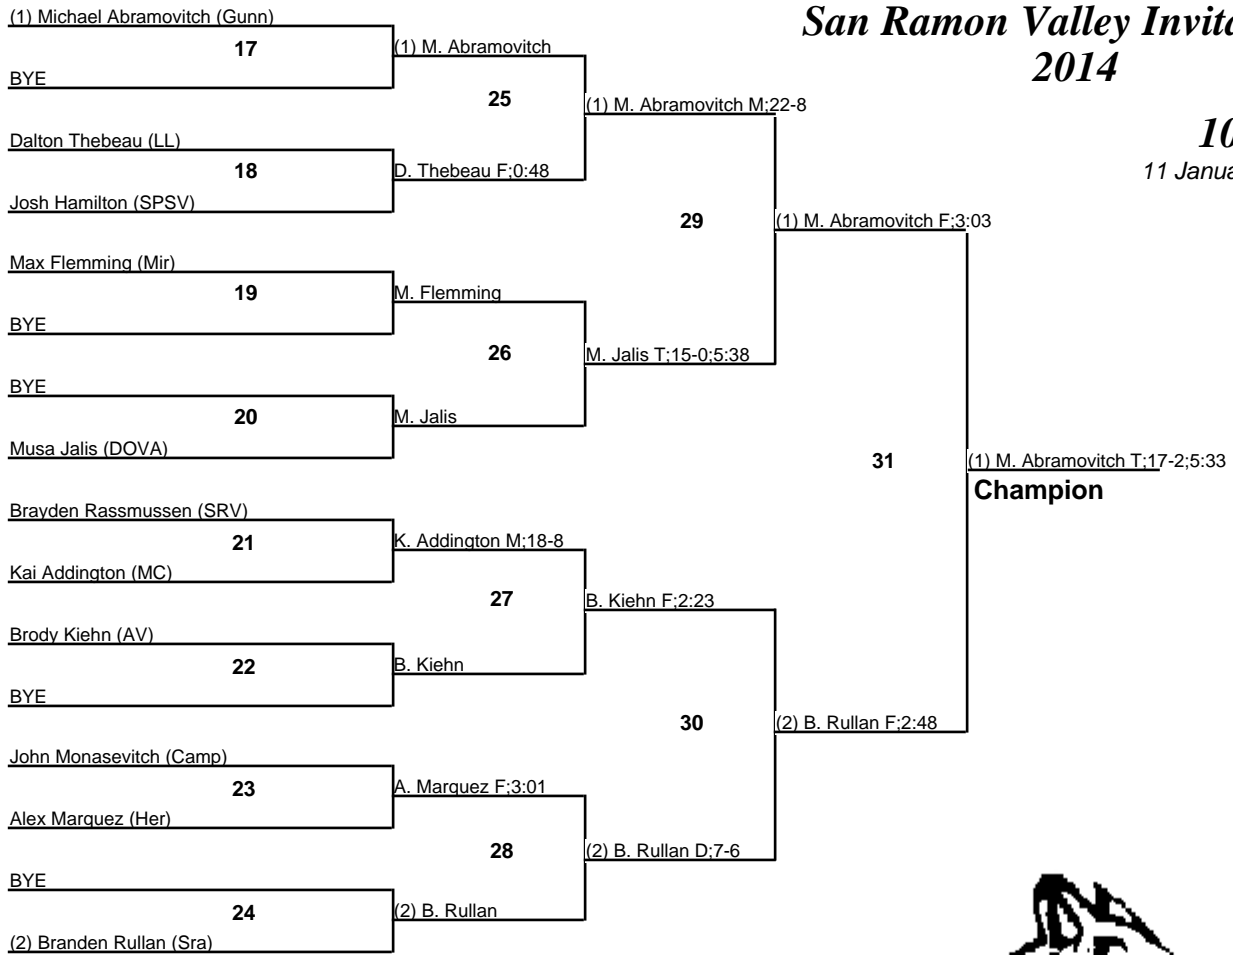 San Ramon Valley Invita
2014
10
11 Janua
(1) Michael Abramovitch (Gunn)
17
BYE
(1) M. Abramovitch
25
Dalton Thebeau (LL)
18
Josh Hamilton (SPSV)
D. Thebeau F;0:48
(1) M. Abramovitch M;22-8
29
Max Flemming (Mir)
19
BYE
M. Flemming
26
BYE
20
Musa Jalis (DOVA)
M. Jalis
M. Jalis T;15-0;5:38
(1) M. Abramovitch F;3:03
31
(1) M. Abramovitch T;17-2;5:33
Champion
Brayden Rassmussen (SRV)
21
Kai Addington (MC)
K. Addington M;18-8
27
Brody Kiehn (AV)
22
BYE
B. Kiehn
B. Kiehn F;2:23
30
John Monasevitch (Camp)
23
Alex Marquez (Her)
A. Marquez F;3:01
28
BYE
24
(2) Branden Rullan (Sra)
(2) B. Rullan
(2) B. Rullan D;7-6
(2) B. Rullan F;2:48